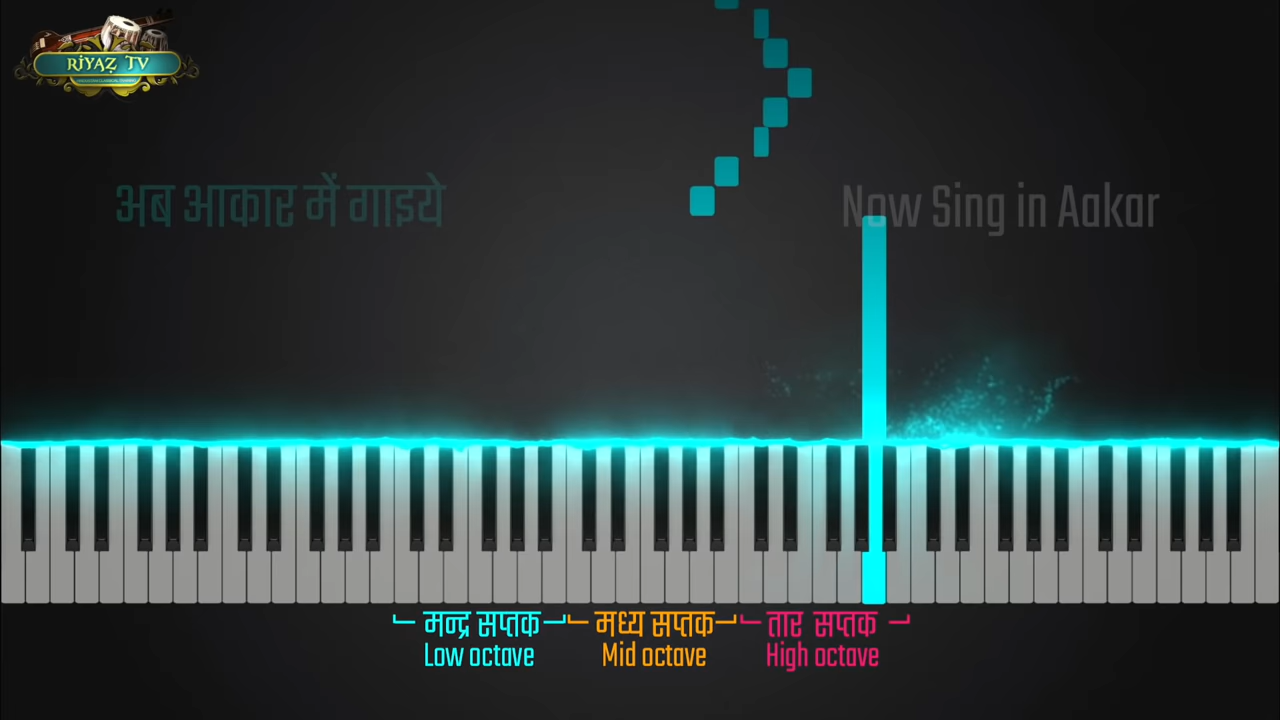 RiYAZ TV
अब आकार में गाइये
Now Sing in Aakar
मन्द्र सप्तक
मध्य सप्तक
तार सप्तक
Low octave
Mid octave
High octave